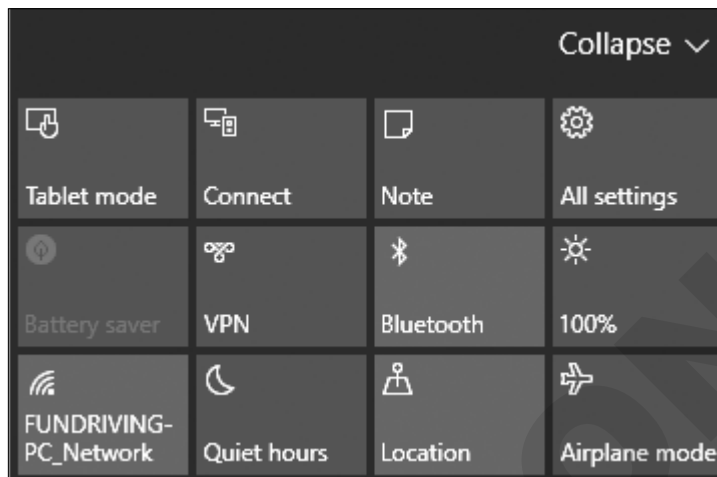 Collapse
Tablet mode
Connect
Note
All settings
Battery saver
VPN
Bluetooth
100%
FUNDRIVING-
PC_Network
Quiet hours
Location
Airplane mode